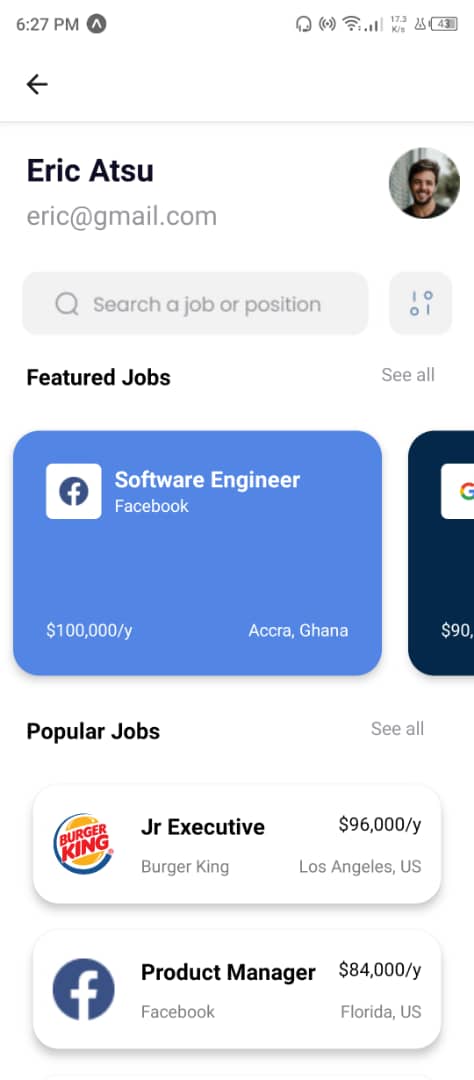 6:27 PM 17.3 K/s 43
Eric Atsu
eric@gmail.com
Search a job or position
Featured Jobs See all
Software Engineer
Facebook
$100,000/y Accra, Ghana $90,
Popular Jobs See all
BURGER KING
Jr Executive $96,000/y
Burger King Los Angeles, US
Product Manager $84,000/y
Facebook Florida, US